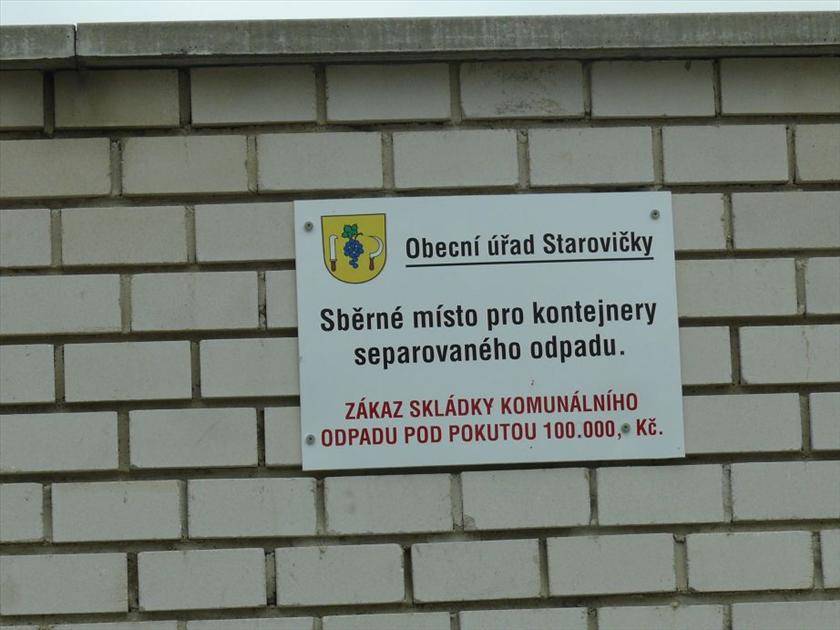 Obecní úřad Starovičky
Sběrné místo pro kontejnery
separovaného odpadu.
ZÁKAZ SKLÁDKY KOMUNÁLNÍHO
ODPADU POD POKUTOU 100.000,- Kč.